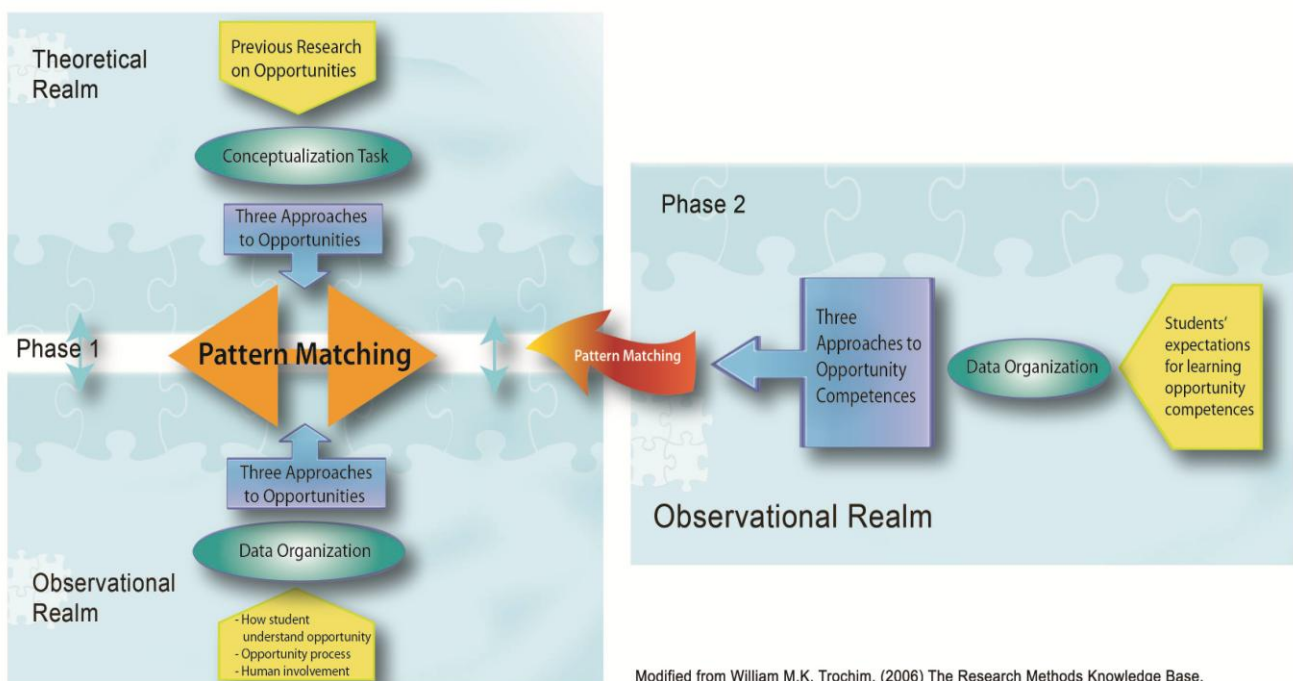 Theoretical
Realm
Previous Research
on Opportunities
Conceptualization Task
Three Approaches
to Opportunities
Phase 1
Pattern Matching
Three Approaches
to Opportunities
Data Organization
Observational
Realm
- How student
understand opportunity
- Opportunity process
- Human involvement
Pattern Matching
Phase 2
Three
Approaches to
Opportunity
Competences
Data Organization
Students'
expectations
for learning
opportunity
competences
Observational Realm
Modified from William M.K. Trochim. (2006) The Research Methods Knowledge Base.